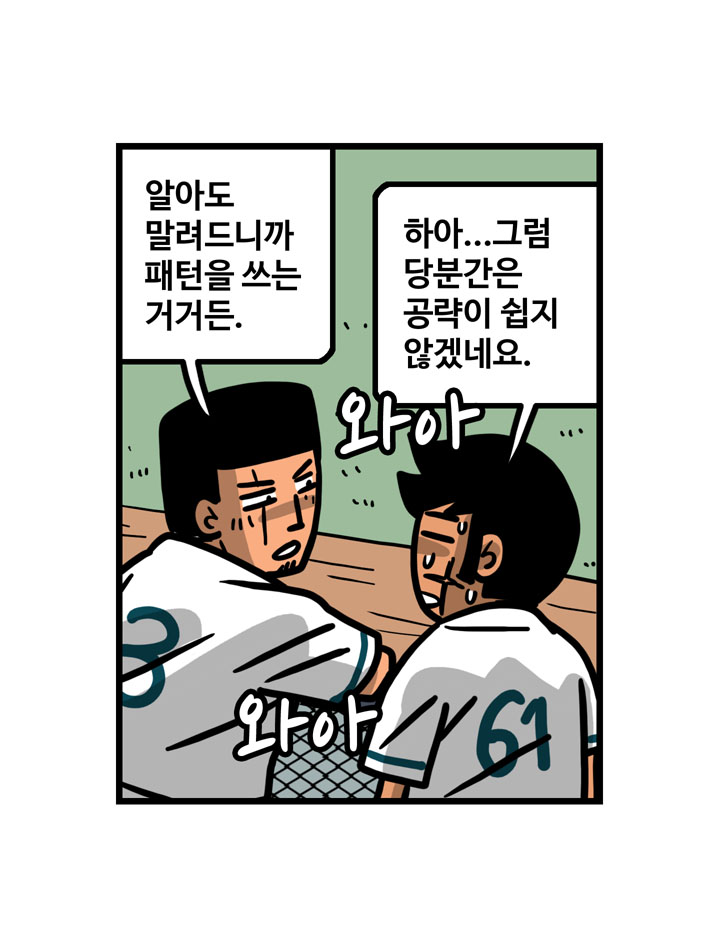 알아도
말려드니까
패턴을 쓰는
거거든.
하아...그럼
당분간은
공략이 쉽지
않겠네요.
와아
와아
61